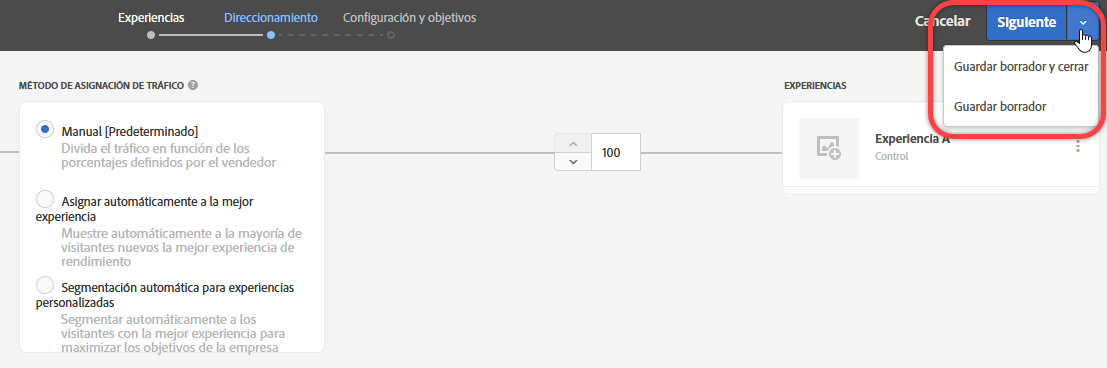 Experiencias
Direccionamiento
Configuración y objetivos
Cancelar
Siguiente
Guardar borrador y cerrar
Guardar borrador
MÉTODO DE ASIGNACIÓN DE TRÁFICO ?
Manual [Predeterminado]
Divida el tráfico en función de los
porcentajes definidos por el vendedor
Asignar automáticamente a la mejor
experiencia
Muestre automáticamente a la mayoría de
visitantes nuevos la mejor experiencia de
rendimiento
Segmentación automática para experiencias
personalizadas
Segmentar automáticamente a los
visitantes con la mejor experiencia para
maximizar los objetivos de la empresa
100
EXPERIENCIAS
Experiencia A
Control